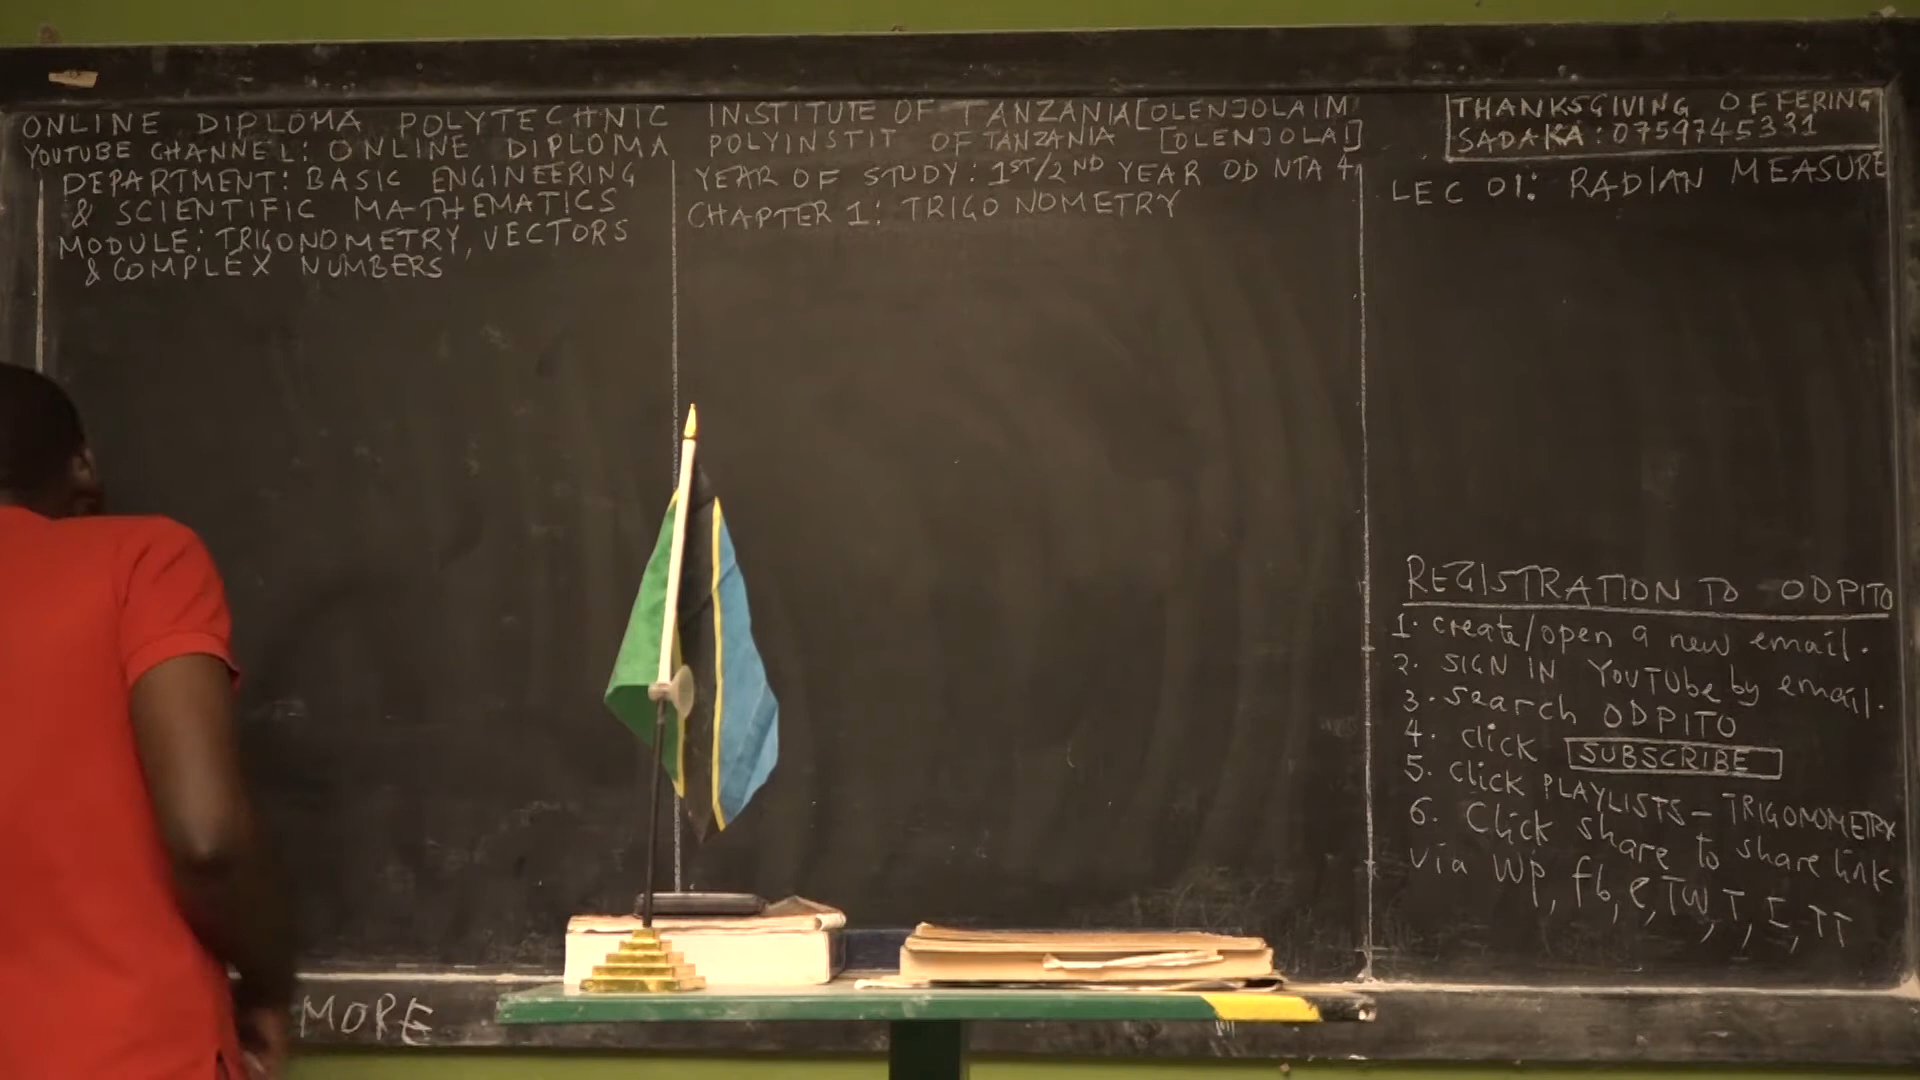 ONLINE DIPLOMA POLYTECHNIC INSTITUTE OF TANZANIA[OLENJOLAIM
YOUTUBE CHANNEL: ONLINE DIPLOMA POLYINSTIT OF TANZANIA [OLENJOLAI]
DEPARTMENT: BASIC ENGINEERING
& SCIENTIFIC MATHEMATICS
MODULE: TRIGONOMETRY, VECTORS
& COMPLEX NUMBERS
YEAR OF STUDY: 1ST/2ND YEAR OD NTA 4
CHAPTER 1: TRIGONOMETRY
THANKSGIVING OFFERING
SADAKA: 0759745331
LEC 01: RADIAN MEASURE
REGISTRATION TO ODPITO
1. create/open a new email.
2. SIGN IN YouTUbe by email.
3. search ODPITO
4. click SUBSCRIBE
5. click PLAYLISTS - TRIGONOMETRY
6. Click share to share link
via Wp, fb, e, TW, T, I, TT
MORE